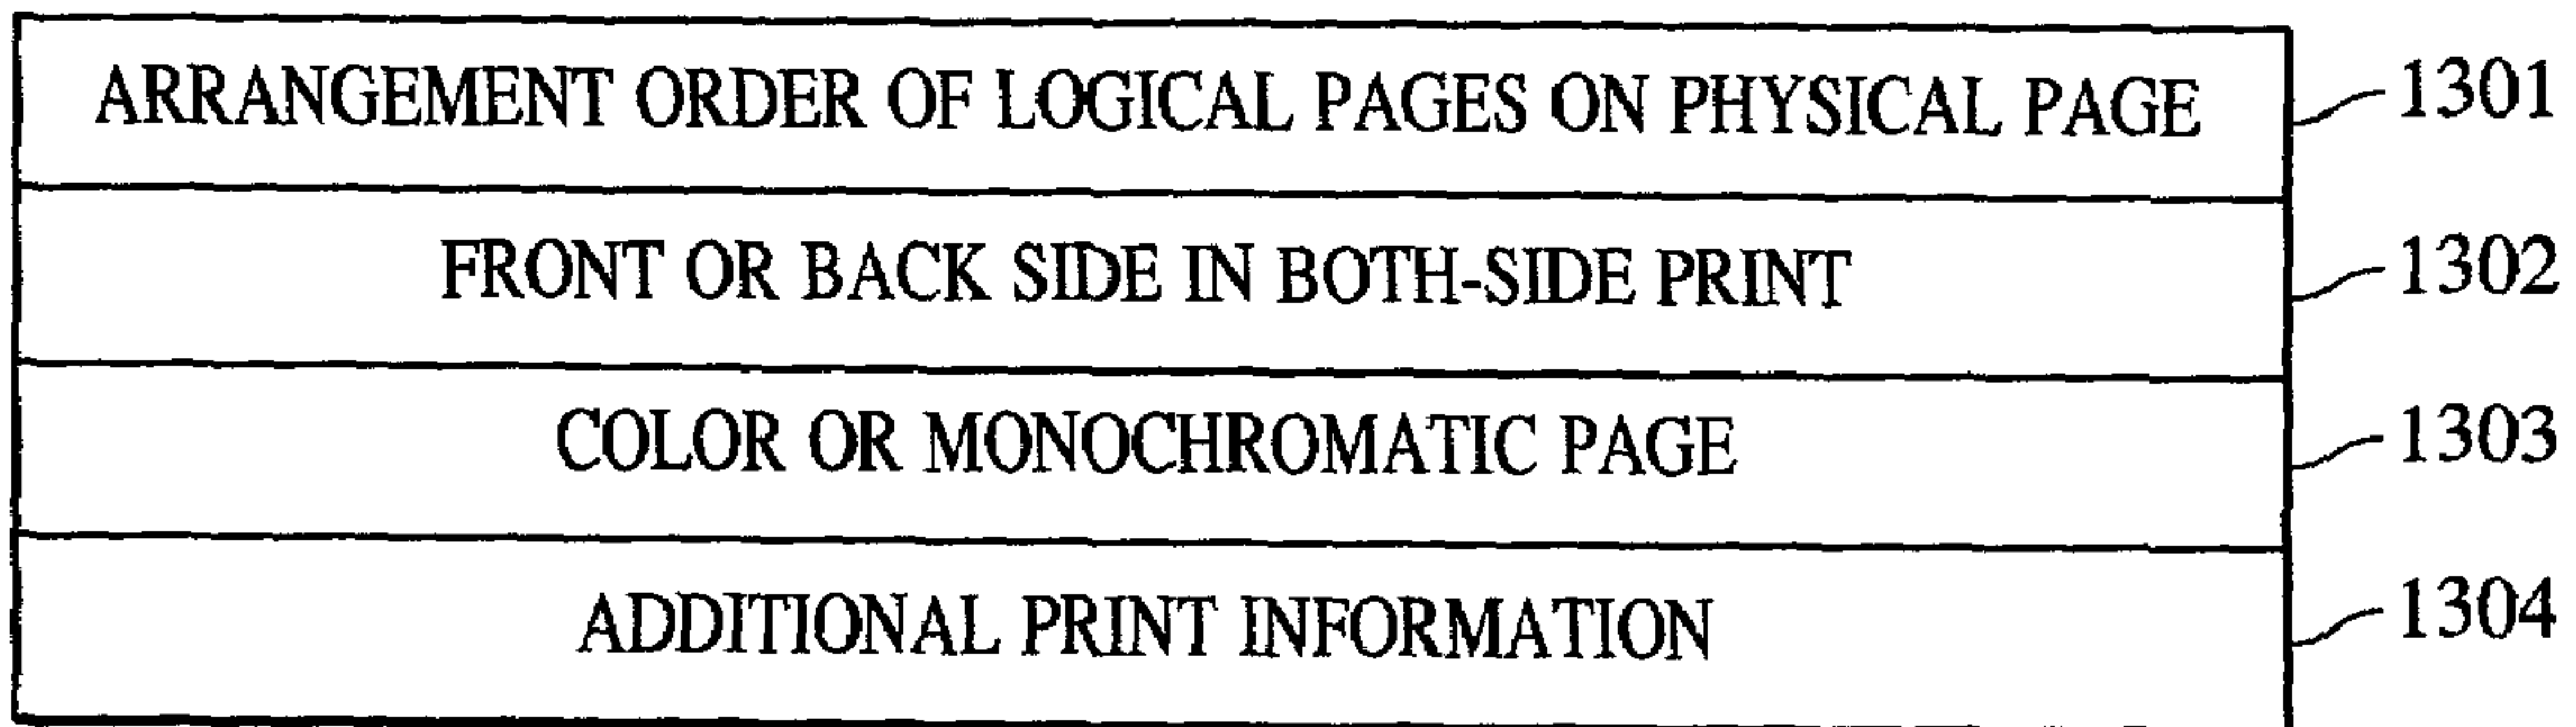 ARRANGEMENT ORDER OF LOGICAL PAGES ON PHYSICAL PAGE 1301
FRONT OR BACK SIDE IN BOTH-SIDE PRINT 1302
COLOR OR MONOCHROMATIC PAGE 1303
ADDITIONAL PRINT INFORMATION 1304